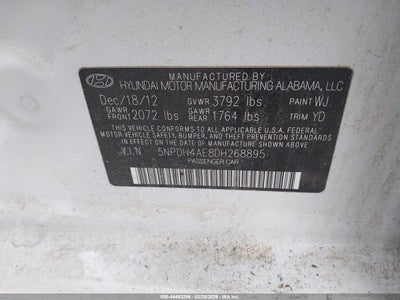 MANUFACTURED BY
HYUNDAI MOTOR MANUFACTURING ALABAMA, LLC
Dec/18/12 GVWR 3792 lbs PAINT WJ
GAWR FRONT 2072 lbs GAWR REAR 1764 lbs TRIM YD
THIS VEHICLE CONFORMS TO ALL APPLICABLE U.S. FEDERAL MOTOR
VEHICLE SAFETY, BUMPER, AND THEFT PREVENTION STANDARDS
IN EFFECT ON THE DATE OF MANUFACTURE SHOWN ABOVE.
V.I.N 5NPDH4AE8DH268895
PASSENGER CAR